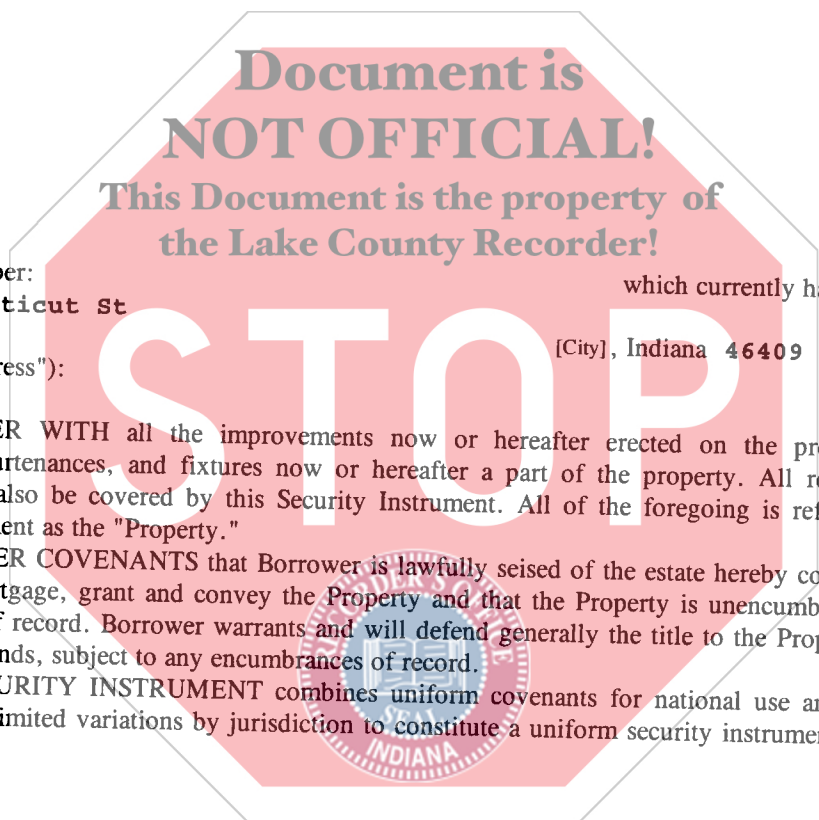 Document is
NOT OFFICIAL!
This Document is the property of
the Lake County Recorder!
ber:
which currently ha
ticut St
[City], Indiana 46409
ress"):
STOP
ER WITH all the improvements now or hereafter erected on the pro
urtenances, and fixtures now or hereafter a part of the property. All re
also be covered by this Security Instrument. All of the foregoing is ref
ent as the "Property."
ER COVENANTS that Borrower is lawfully seised of the estate hereby co
tgage, grant and convey the Property and that the Property is unencumb
f record. Borrower warrants and will defend generally the title to the Prop
nds, subject to any encumbrances of record.
URITY INSTRUMENT combines uniform covenants for national use an
imited variations by jurisdiction to constitute a uniform security instrumen
SEAL
INDIANA